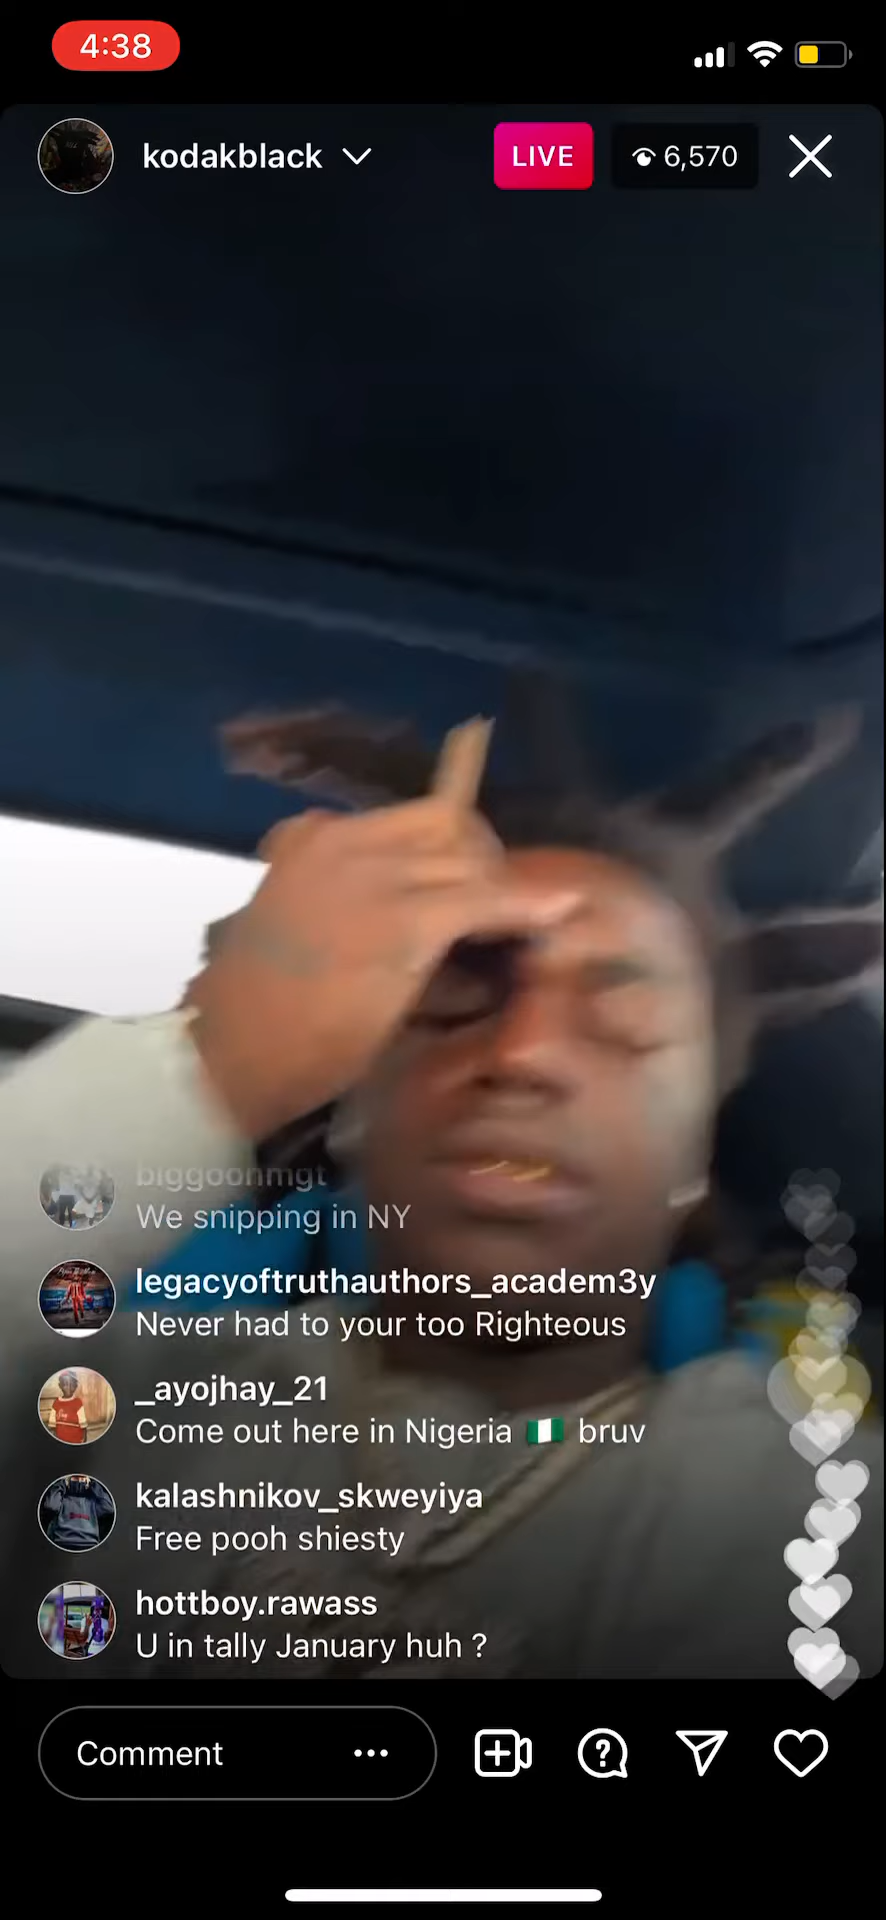 4:38
kodakblack
LIVE
6,570
biggoonmgt
We snipping in NY
legacyoftruthauthors_academ3y
Never had to your too Righteous
_ayojhay_21
Come out here in Nigeria 🇳🇬 bruv
kalashnikov_skweyiya
Free pooh shiesty
hottboy.rawass
U in tally January huh ?
Comment